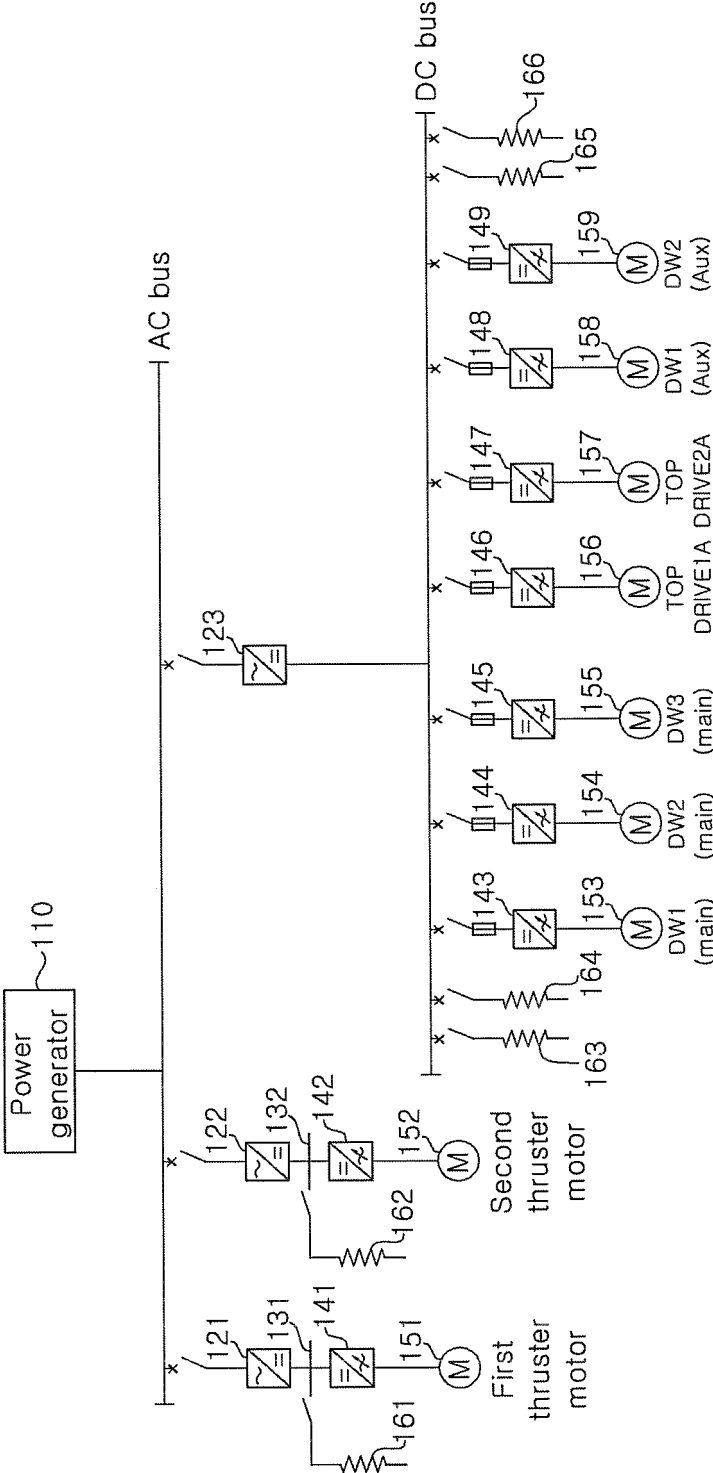 Power
generator
110
AC bus
DC bus
121
122
123
131
132
141
142
143
144
145
146
147
148
149
151
152
153
154
155
156
157
158
159
161
162
163
164
165
166
M
M
M
M
M
M
M
M
M
First
thruster
motor
Second
thruster
motor
DW1
(main)
DW2
(main)
DW3
(main)
TOP
DRIVE1A
TOP
DRIVE2A
DW1
(Aux)
DW2
(Aux)